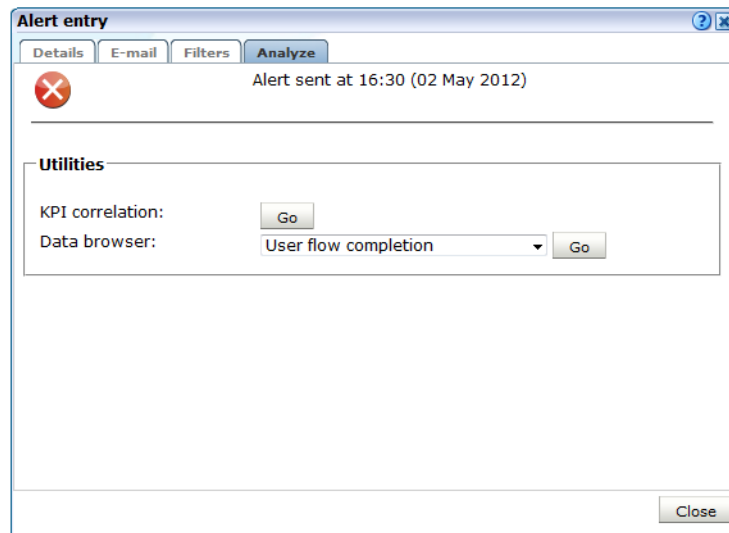 Alert entry
?
Details E-mail Filters Analyze
Alert sent at 16:30 (02 May 2012)
Utilities
KPI correlation: Go
Data browser: User flow completion Go
Close